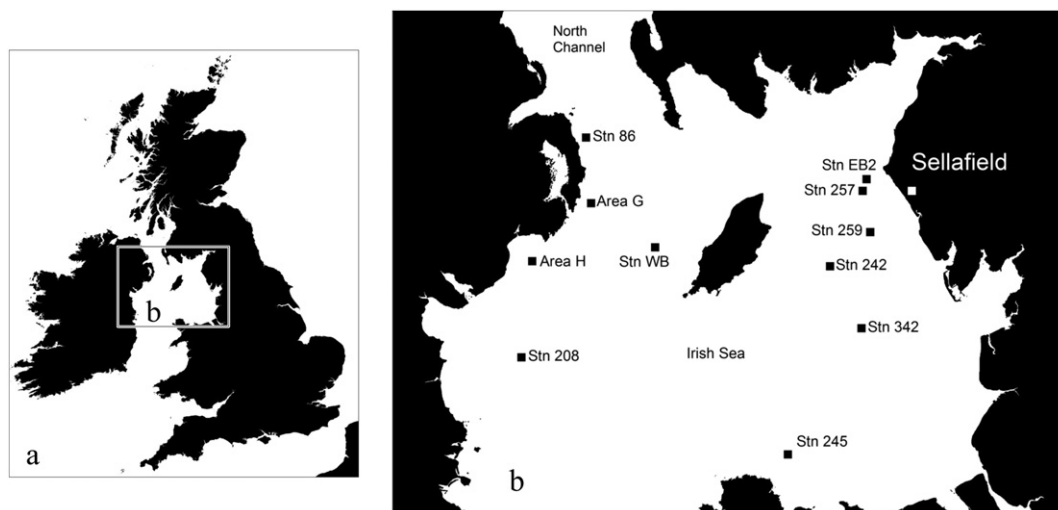 a
b
North
Channel
Stn 86
Stn EB2
Sellafield
Stn 257
Area G
Stn 259
Area H
Stn WB
Stn 242
Stn 342
Stn 208
Irish Sea
Stn 245
b